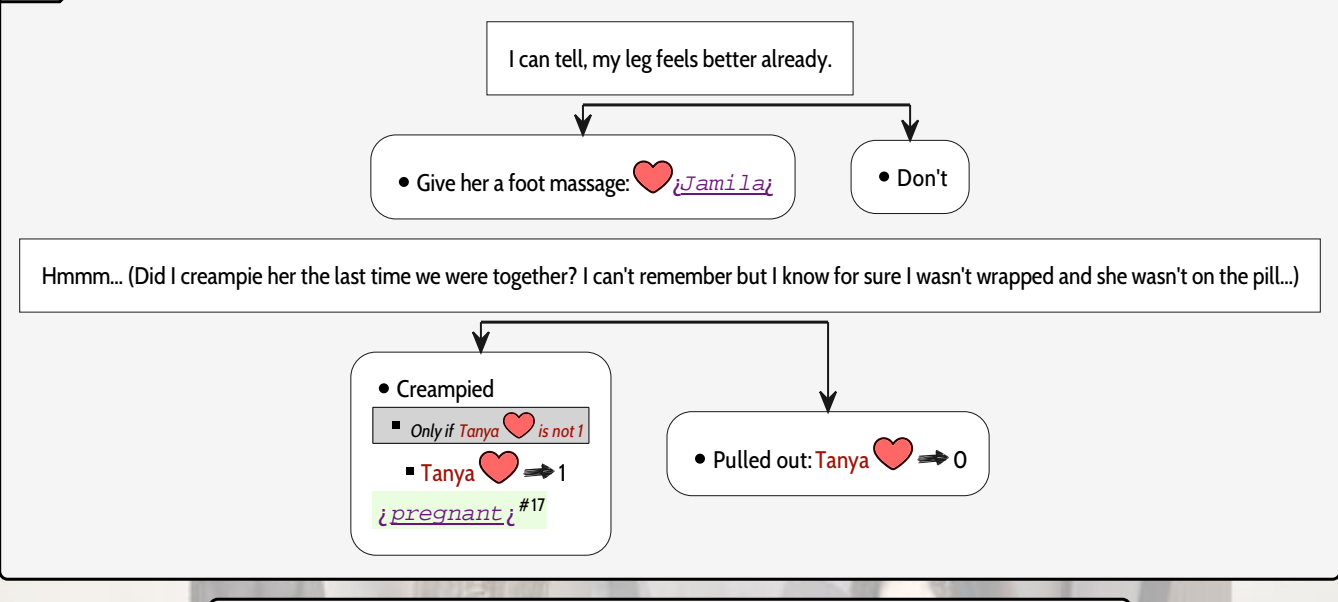 I can tell, my leg feels better already.
• Give her a foot massage: ¿Jamila¿
• Don't
Hmmm... (Did I creampie her the last time we were together? I can't remember but I know for sure I wasn't wrapped and she wasn't on the pill...)
• Creampied
▪ Only if Tanya is not 1
▪ Tanya ➡ 1
¿pregnant¿#17
• Pulled out: Tanya ➡ 0